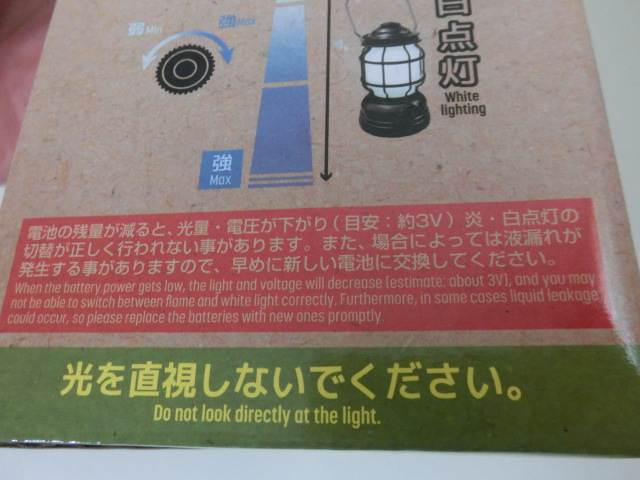 弱 Min
強 Max
白点灯
White
lighting
強
Max
電池の残量が減ると、光量・電圧が下がり(目安:約3V)炎・白点灯の
切替が正しく行われない事があります。また、場合によっては液漏れが
発生する事がありますので、早めに新しい電池に交換してください。
When the battery power gets low, the light and voltage will decrease (estimate: about 3V), and you may
not be able to switch between flame and white light correctly. Furthermore, in some cases liquid leakage
could occur, so please replace the batteries with new ones promptly.
光を直視しないでください。
Do not look directly at the light.